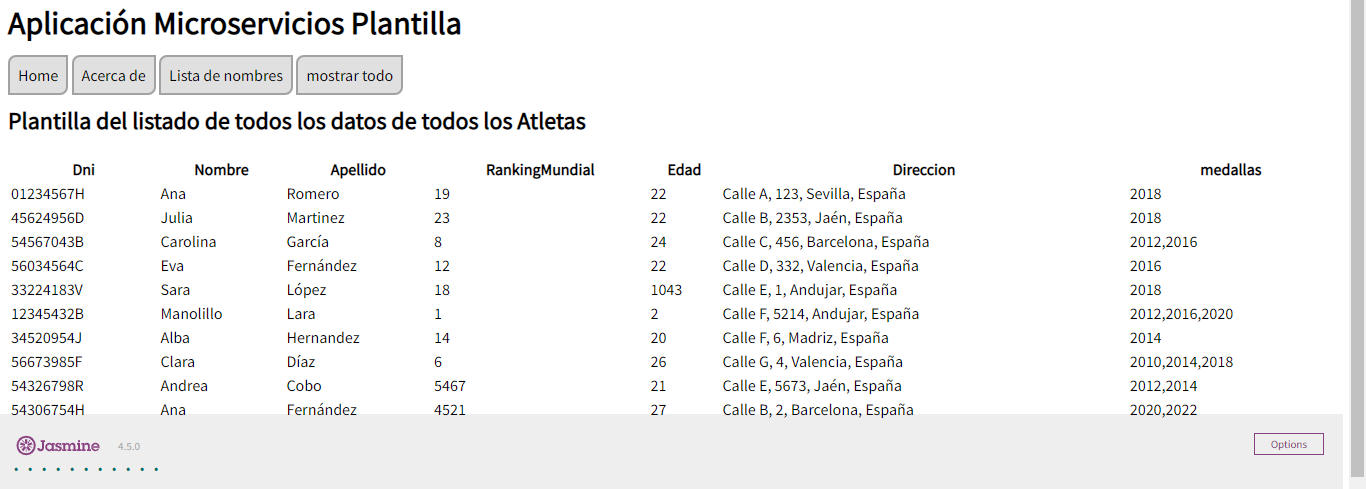 Aplicación Microservicios Plantilla
Home Acerca de Lista de nombres mostrar todo
Plantilla del listado de todos los datos de todos los Atletas
Dni Nombre Apellido RankingMundial Edad Direccion medallas
01234567H Ana Romero 19 22 Calle A, 123, Sevilla, España 2018
45624956D Julia Martinez 23 22 Calle B, 2353, Jaén, España 2018
54567043B Carolina García 8 24 Calle C, 456, Barcelona, España 2012,2016
56034564C Eva Fernández 12 22 Calle D, 332, Valencia, España 2016
33224183V Sara López 18 1043 Calle E, 1, Andujar, España 2018
12345432B Manolillo Lara 1 2 Calle F, 5214, Andujar, España 2012,2016,2020
34520954J Alba Hernandez 14 20 Calle F, 6, Madriz, España 2014
56673985F Clara Díaz 6 26 Calle G, 4, Valencia, España 2010,2014,2018
54326798R Andrea Cobo 5467 21 Calle E, 5673, Jaén, España 2012,2014
54306754H Ana Fernández 4521 27 Calle B, 2, Barcelona, España 2020,2022
Jasmine 4.5.0 Options